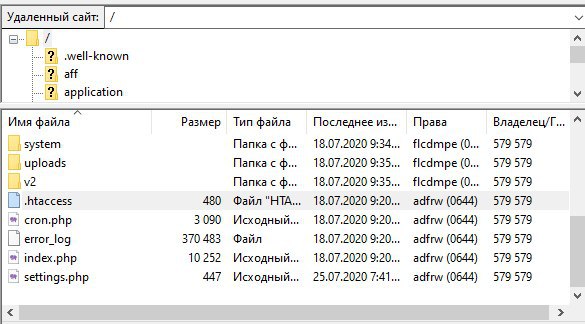 Удаленный сайт: /
/
.well-known
aff
application
Имя файла Размер Тип файла Последнее из... Права Владелец/Г...
system Папка с ф... 18.07.2020 9:34... flcdmpe (0... 579 579
uploads Папка с ф... 18.07.2020 9:35... flcdmpe (0... 579 579
v2 Папка с ф... 18.07.2020 9:35... flcdmpe (0... 579 579
.htaccess 480 Файл "HTA... 18.07.2020 9:20... adfrw (0644) 579 579
cron.php 3 090 Исходный... 18.07.2020 9:20... adfrw (0644) 579 579
error_log 370 483 Файл 18.07.2020 9:20... adfrw (0644) 579 579
index.php 10 252 Исходный... 18.07.2020 9:20... adfrw (0644) 579 579
settings.php 447 Исходный... 25.07.2020 7:41... adfrw (0644) 579 579